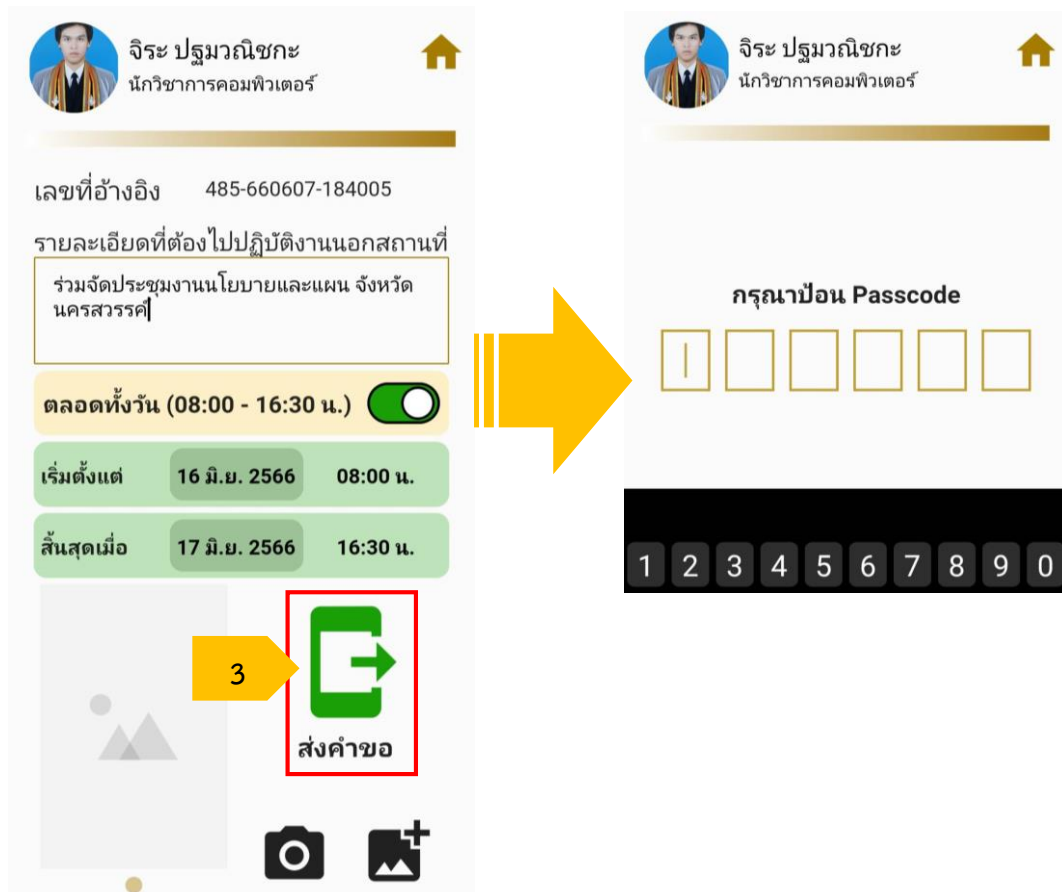 จิระ ปฐมวณิชกะ
นักวิชาการคอมพิวเตอร์
เลขที่อ้างอิง 485-660607-184005
รายละเอียดที่ต้องไปปฏิบัติงานนอกสถานที่
ร่วมจัดประชุมงานนโยบายและแผน จังหวัด
นครสวรรค์
ตลอดทั้งวัน (08:00 - 16:30 น.)
เริ่มตั้งแต่ 16 มิ.ย. 2566 08:00 น.
สิ้นสุดเมื่อ 17 มิ.ย. 2566 16:30 น.
3
ส่งคำขอ
จิระ ปฐมวณิชกะ
นักวิชาการคอมพิวเตอร์
กรุณาป้อน Passcode
1 2 3 4 5 6 7 8 9 0